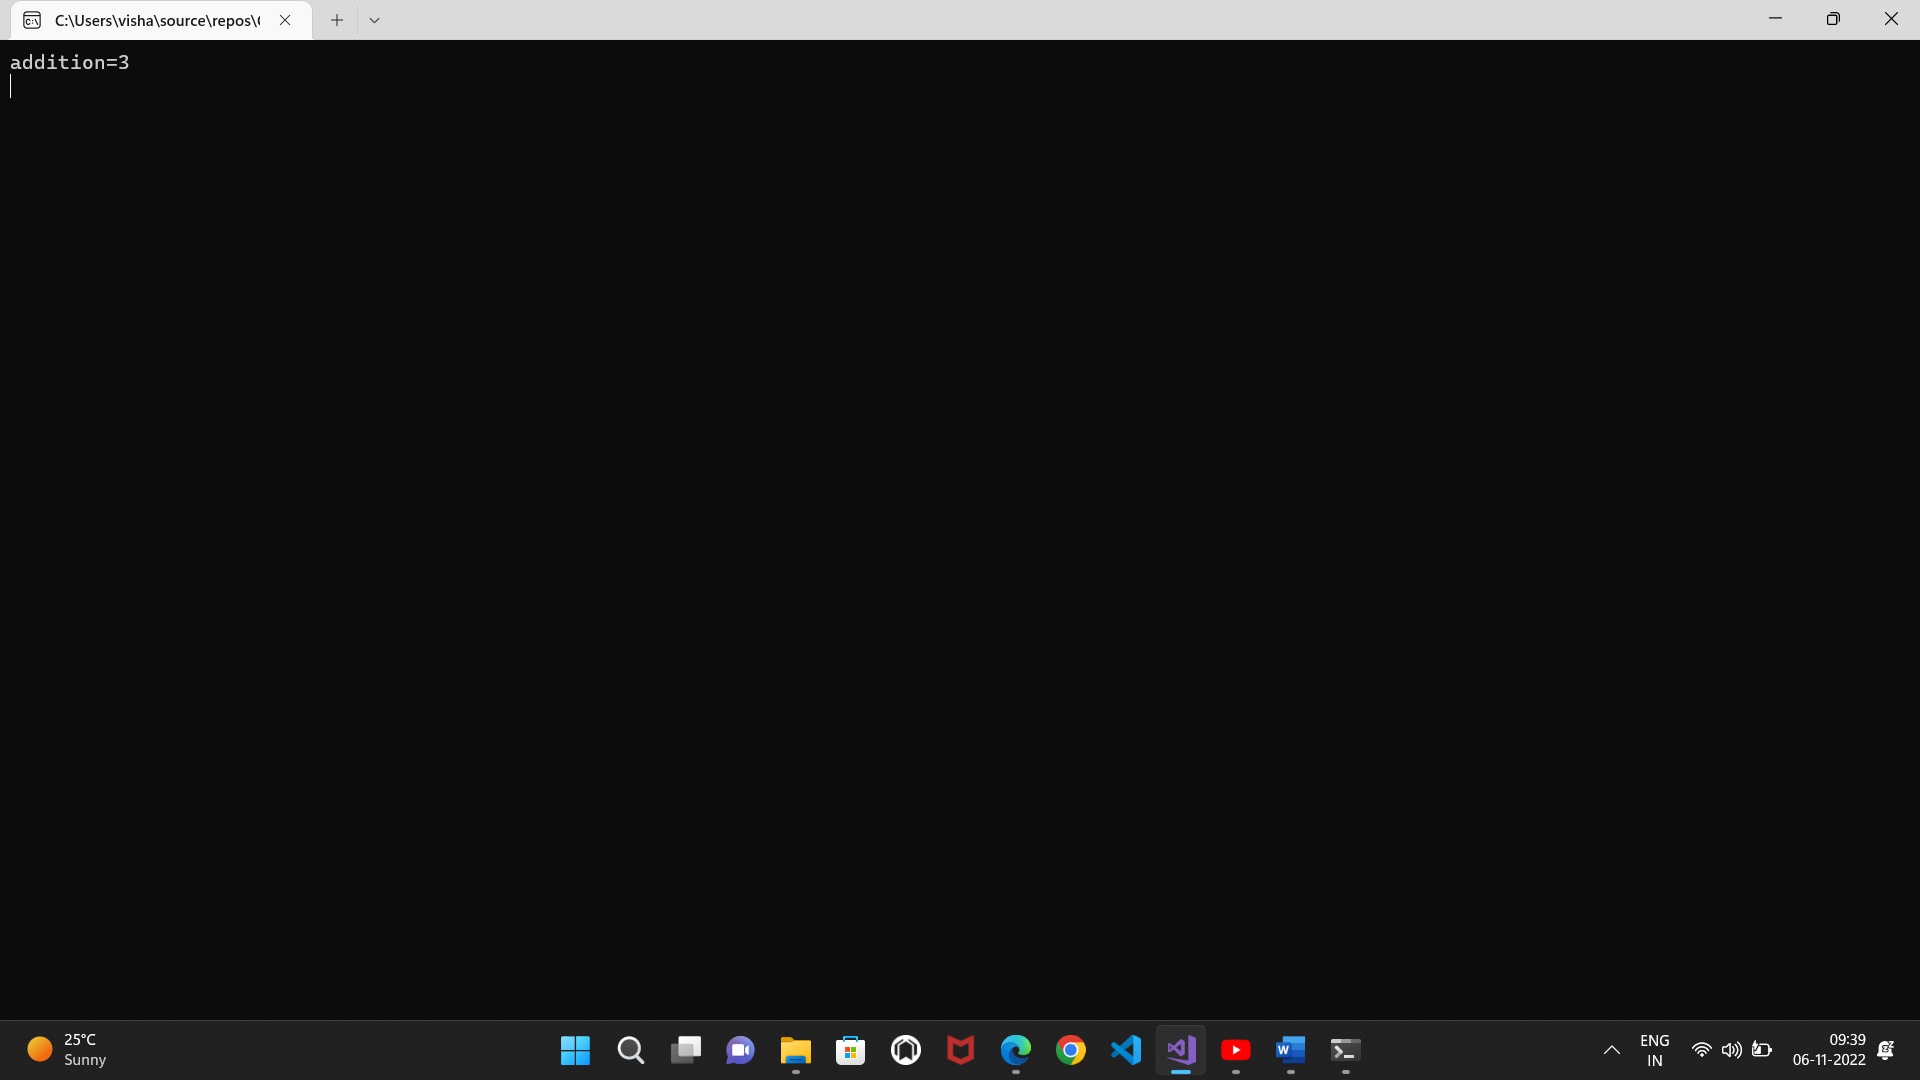 C:\Users\visha\source\repos\
addition=3
25°C
Sunny
ENG
IN
09:39
06-11-2022